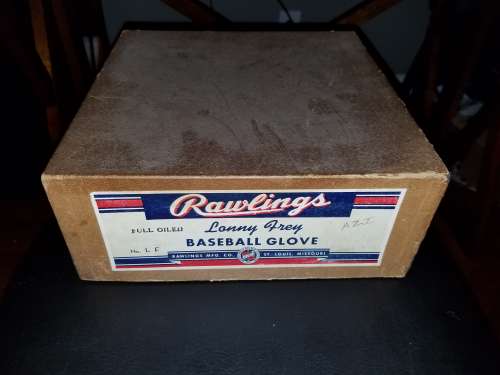 Rawlings
FULL OILED
Lonny Frey
BASEBALL GLOVE
No. L F
RAWLINGS MFG. CO. ST. LOUIS, MISSOURI